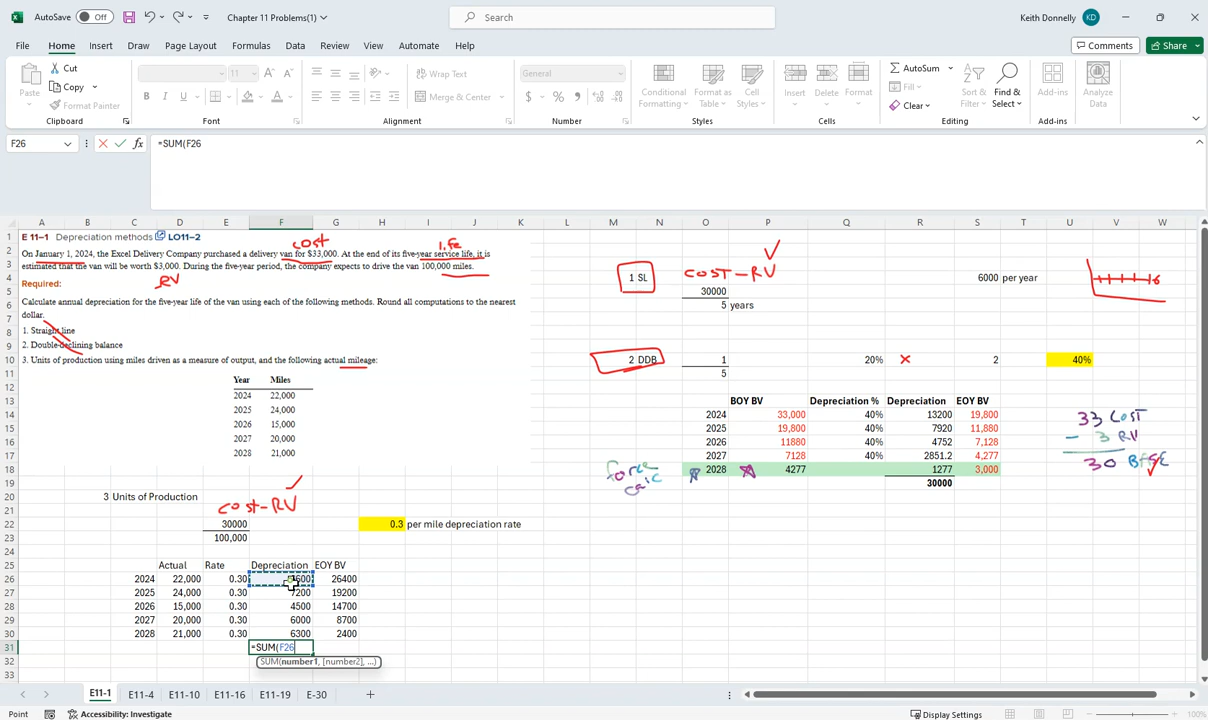 AutoSave Off Chapter 11 Problems(1) Search Keith Donnelly KD
File Home Insert Draw Page Layout Formulas Data Review View Automate Help Comments Share
Paste Cut Copy Format Painter Clipboard
11 B I U Font
Wrap Text Merge & Center Alignment
General $ % Number
Conditional Formatting Format as Table Cell Styles Styles
Insert Delete Format Cells
AutoSum Fill Clear Sort & Filter Find & Select Editing
Add-ins Add-ins
Analyze Data
F26 fx =SUM(F26
A B C D E F G H I J K L M N O P Q R S T U V W
1 E 11–1 Depreciation methods LO11–2
cost life
2 On January 1, 2024, the Excel Delivery Company purchased a delivery van for $33,000. At the end of its five-year service life, it is
3 estimated that the van will be worth $3,000. During the five-year period, the company expects to drive the van 100,000 miles.
RV
4 Required:
Calculate annual depreciation for the five-year life of the van using each of the following methods. Round all computations to the nearest
dollar.
1. Straight line
2. Double-declining balance
3. Units of production using miles driven as a measure of output, and the following actual mileage:
Year Miles
2024 22,000
2025 24,000
2026 15,000
2027 20,000
2028 21,000
1 SL COST-RV 6000 per year
30000
5 years
2 DDB 1 20% × 2 40%
5
BOY BV Depreciation % Depreciation EOY BV
2024 33,000 40% 13200 19,800
2025 19,800 40% 7920 11,880
2026 11880 40% 4752 7,128
2027 7128 40% 2851.2 4,277
2028 4277 1277 3,000
30000
Force
calc
33 COST
- 3 RV
30
3 Units of Production
cost-RV
30000 0.3 per mile depreciation rate
100,000
Actual Rate Depreciation EOY BV
2024 22,000 0.30 26400
2025 24,000 0.30 7200 19200
2026 15,000 0.30 4500 14700
2027 20,000 0.30 6000 8700
2028 21,000 0.30 6300 2400
=SUM(F26
SUM(number1, [number2], ...)
E11-1 E11-4 E11-10 E11-16 E11-19 E-30
Point Accessibility: Investigate Display Settings 100%